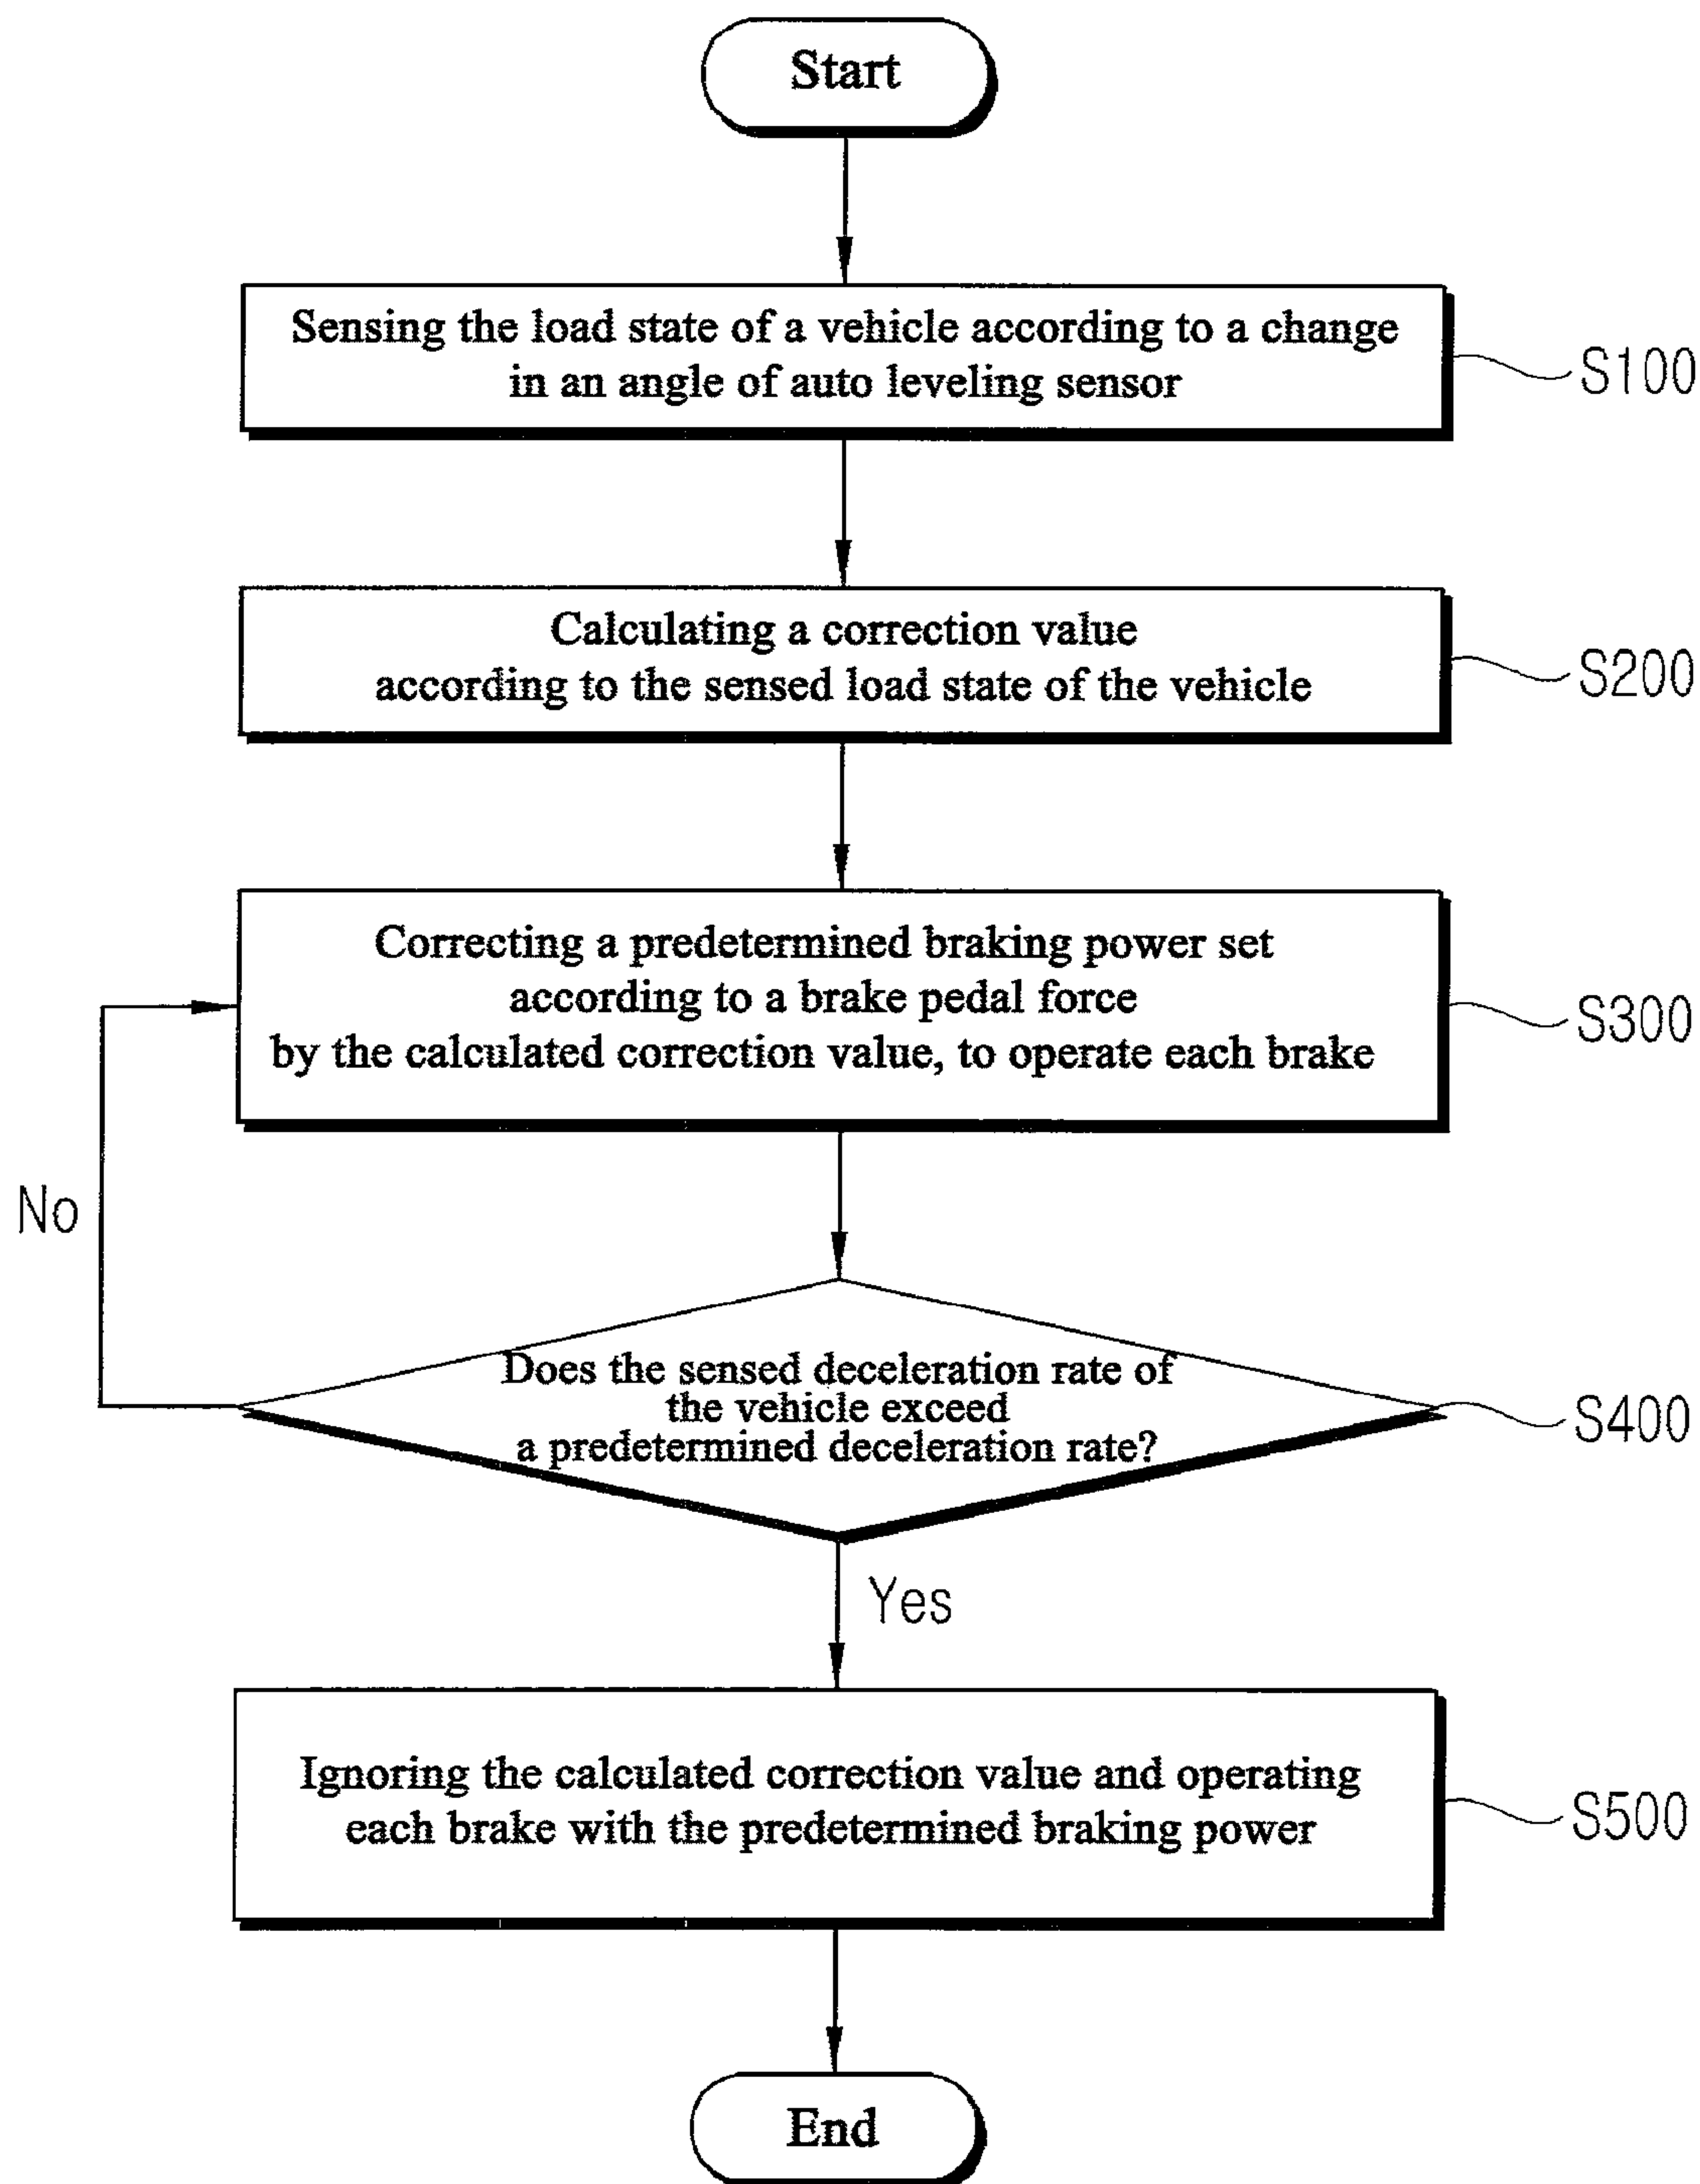 Start
Sensing the load state of a vehicle according to a change
in an angle of auto leveling sensor
S100
Calculating a correction value
according to the sensed load state of the vehicle
S200
Correcting a predetermined braking power set
according to a brake pedal force
by the calculated correction value, to operate each brake
S300
No
Does the sensed deceleration rate of
the vehicle exceed
a predetermined deceleration rate?
S400
Yes
Ignoring the calculated correction value and operating
each brake with the predetermined braking power
S500
End